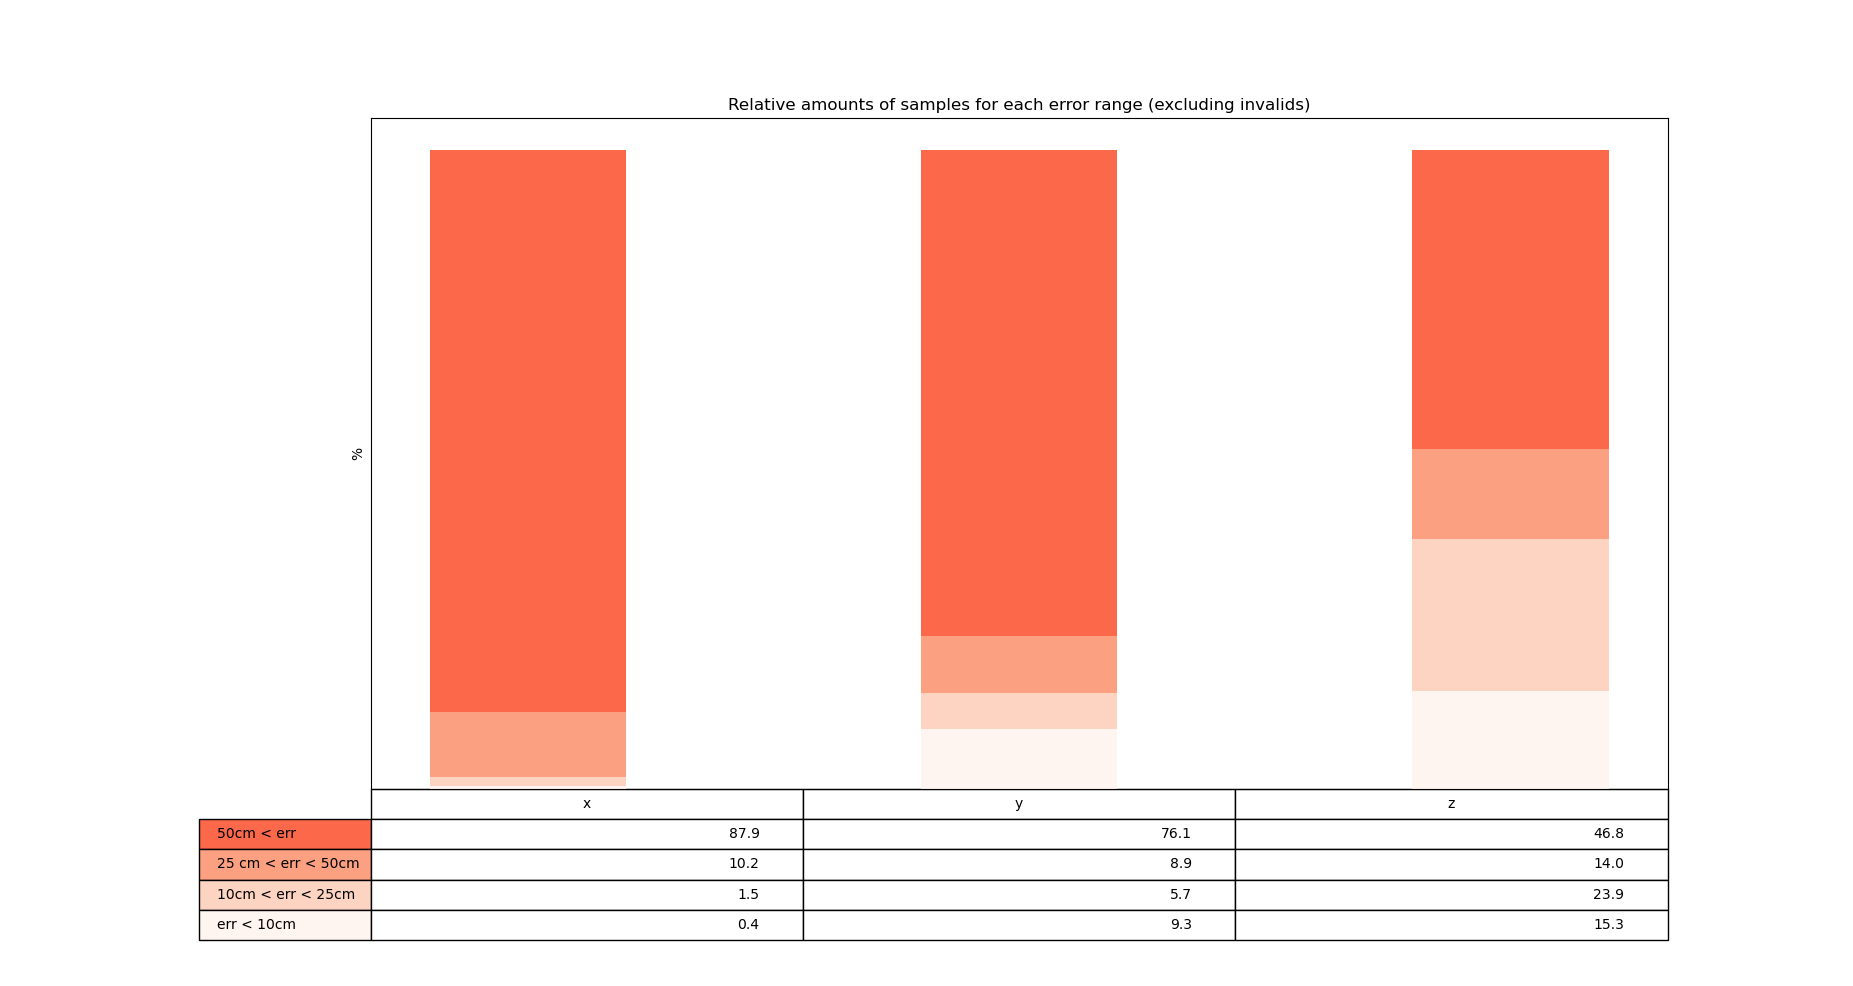 Relative amounts of samples for each error range (excluding invalids)
%
x y z
50cm < err 87.9 76.1 46.8
25 cm < err < 50cm 10.2 8.9 14.0
10cm < err < 25cm 1.5 5.7 23.9
err < 10cm 0.4 9.3 15.3